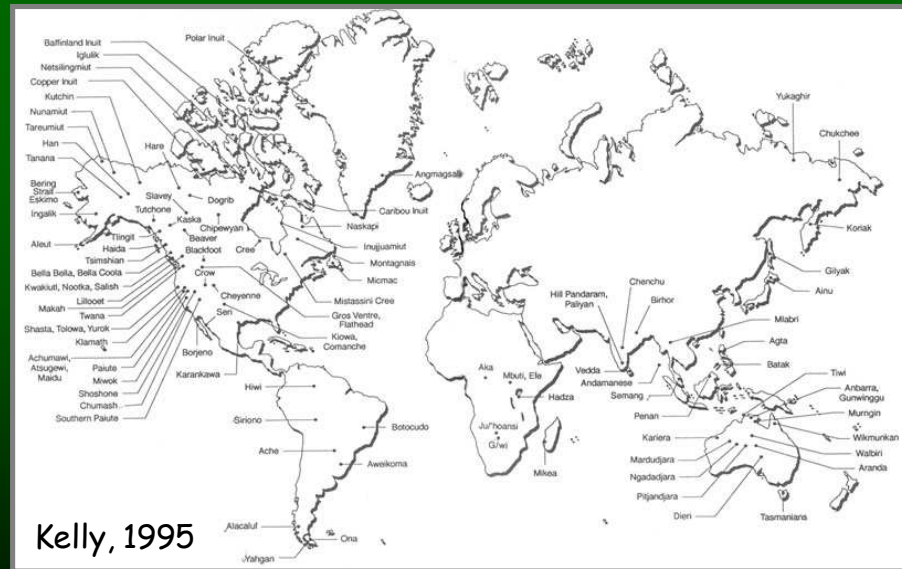 Baffinland Inuit
Iglulik
Netsilingmiut
Copper Inuit
Kutchin
Nunamiut
Tareumiut
Han
Tanana
Bering
Strait
Eskimo
Ingalik
Aleut
Polar Inuit
Hare
Slavey
Dogrib
Tutchone
Kaska
Chipewyan
Tlingit
Beaver
Haida
Blackfoot
Cree
Tsimshian
Bella Bella, Bella Coola
Crow
Kwakiutl, Nootka, Salish
Lillooet
Cheyenne
Makah
Twana
Seri
Shasta, Tolowa, Yurok
Klamath
Achumawi,
Atsugewi,
Maidu
Paiute
Borjeno
Miwok
Karankawa
Shoshone
Chumash
Southern Paiute
Angmagsalik
Caribou Inuit
Naskapi
Inujjuamiut
Montagnais
Micmac
Mistassini Cree
Gros Ventre,
Flathead
Kiowa,
Comanche
Hiwi
Siriono
Botocudo
Ache
Aweikoma
Alacaluf
Ona
Yahgan
Aka
Mbuti, Efe
Hadza
Ju/'hoansi
G/wi
Mikea
Yukaghir
Chukchee
Koriak
Gilyak
Ainu
Chenchu
Hill Pandaram,
Paliyan
Birhor
Mlabri
Agta
Batak
Vedda
Andamanese
Semang
Penan
Tiwi
Anbarra,
Gunwinggu
Murngin
Wikmunkan
Walbiri
Aranda
Kariera
Mardudjara
Ngadadjara
Pitjandjara
Dieri
Tasmanians
Kelly, 1995